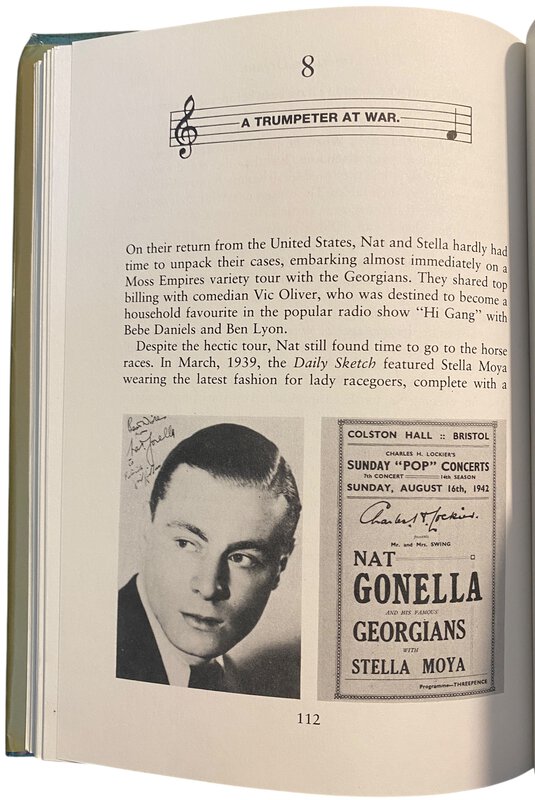 8
A TRUMPETER AT WAR.
On their return from the United States, Nat and Stella hardly had
time to unpack their cases, embarking almost immediately on a
Moss Empires variety tour with the Georgians. They shared top
billing with comedian Vic Oliver, who was destined to become a
household favourite in the popular radio show “Hi Gang” with
Bebe Daniels and Ben Lyon.
Despite the hectic tour, Nat still found time to go to the horse
races. In March, 1939, the Daily Sketch featured Stella Moya
wearing the latest fashion for lady racegoers, complete with a
Best Wishes
from
Nat Gonella
to
COLSTON HALL :: BRISTOL
CHARLES H. LOCKIER'S
SUNDAY “POP” CONCERTS
7th CONCERT 14th SEASON
SUNDAY, AUGUST 16th, 1942
Charles H. Lockier.
presents
Mr. and Mrs. SWING
NAT
GONELLA
AND HIS FAMOUS
GEORGIANS
WITH
STELLA MOYA
Programme—THREEPENCE
112